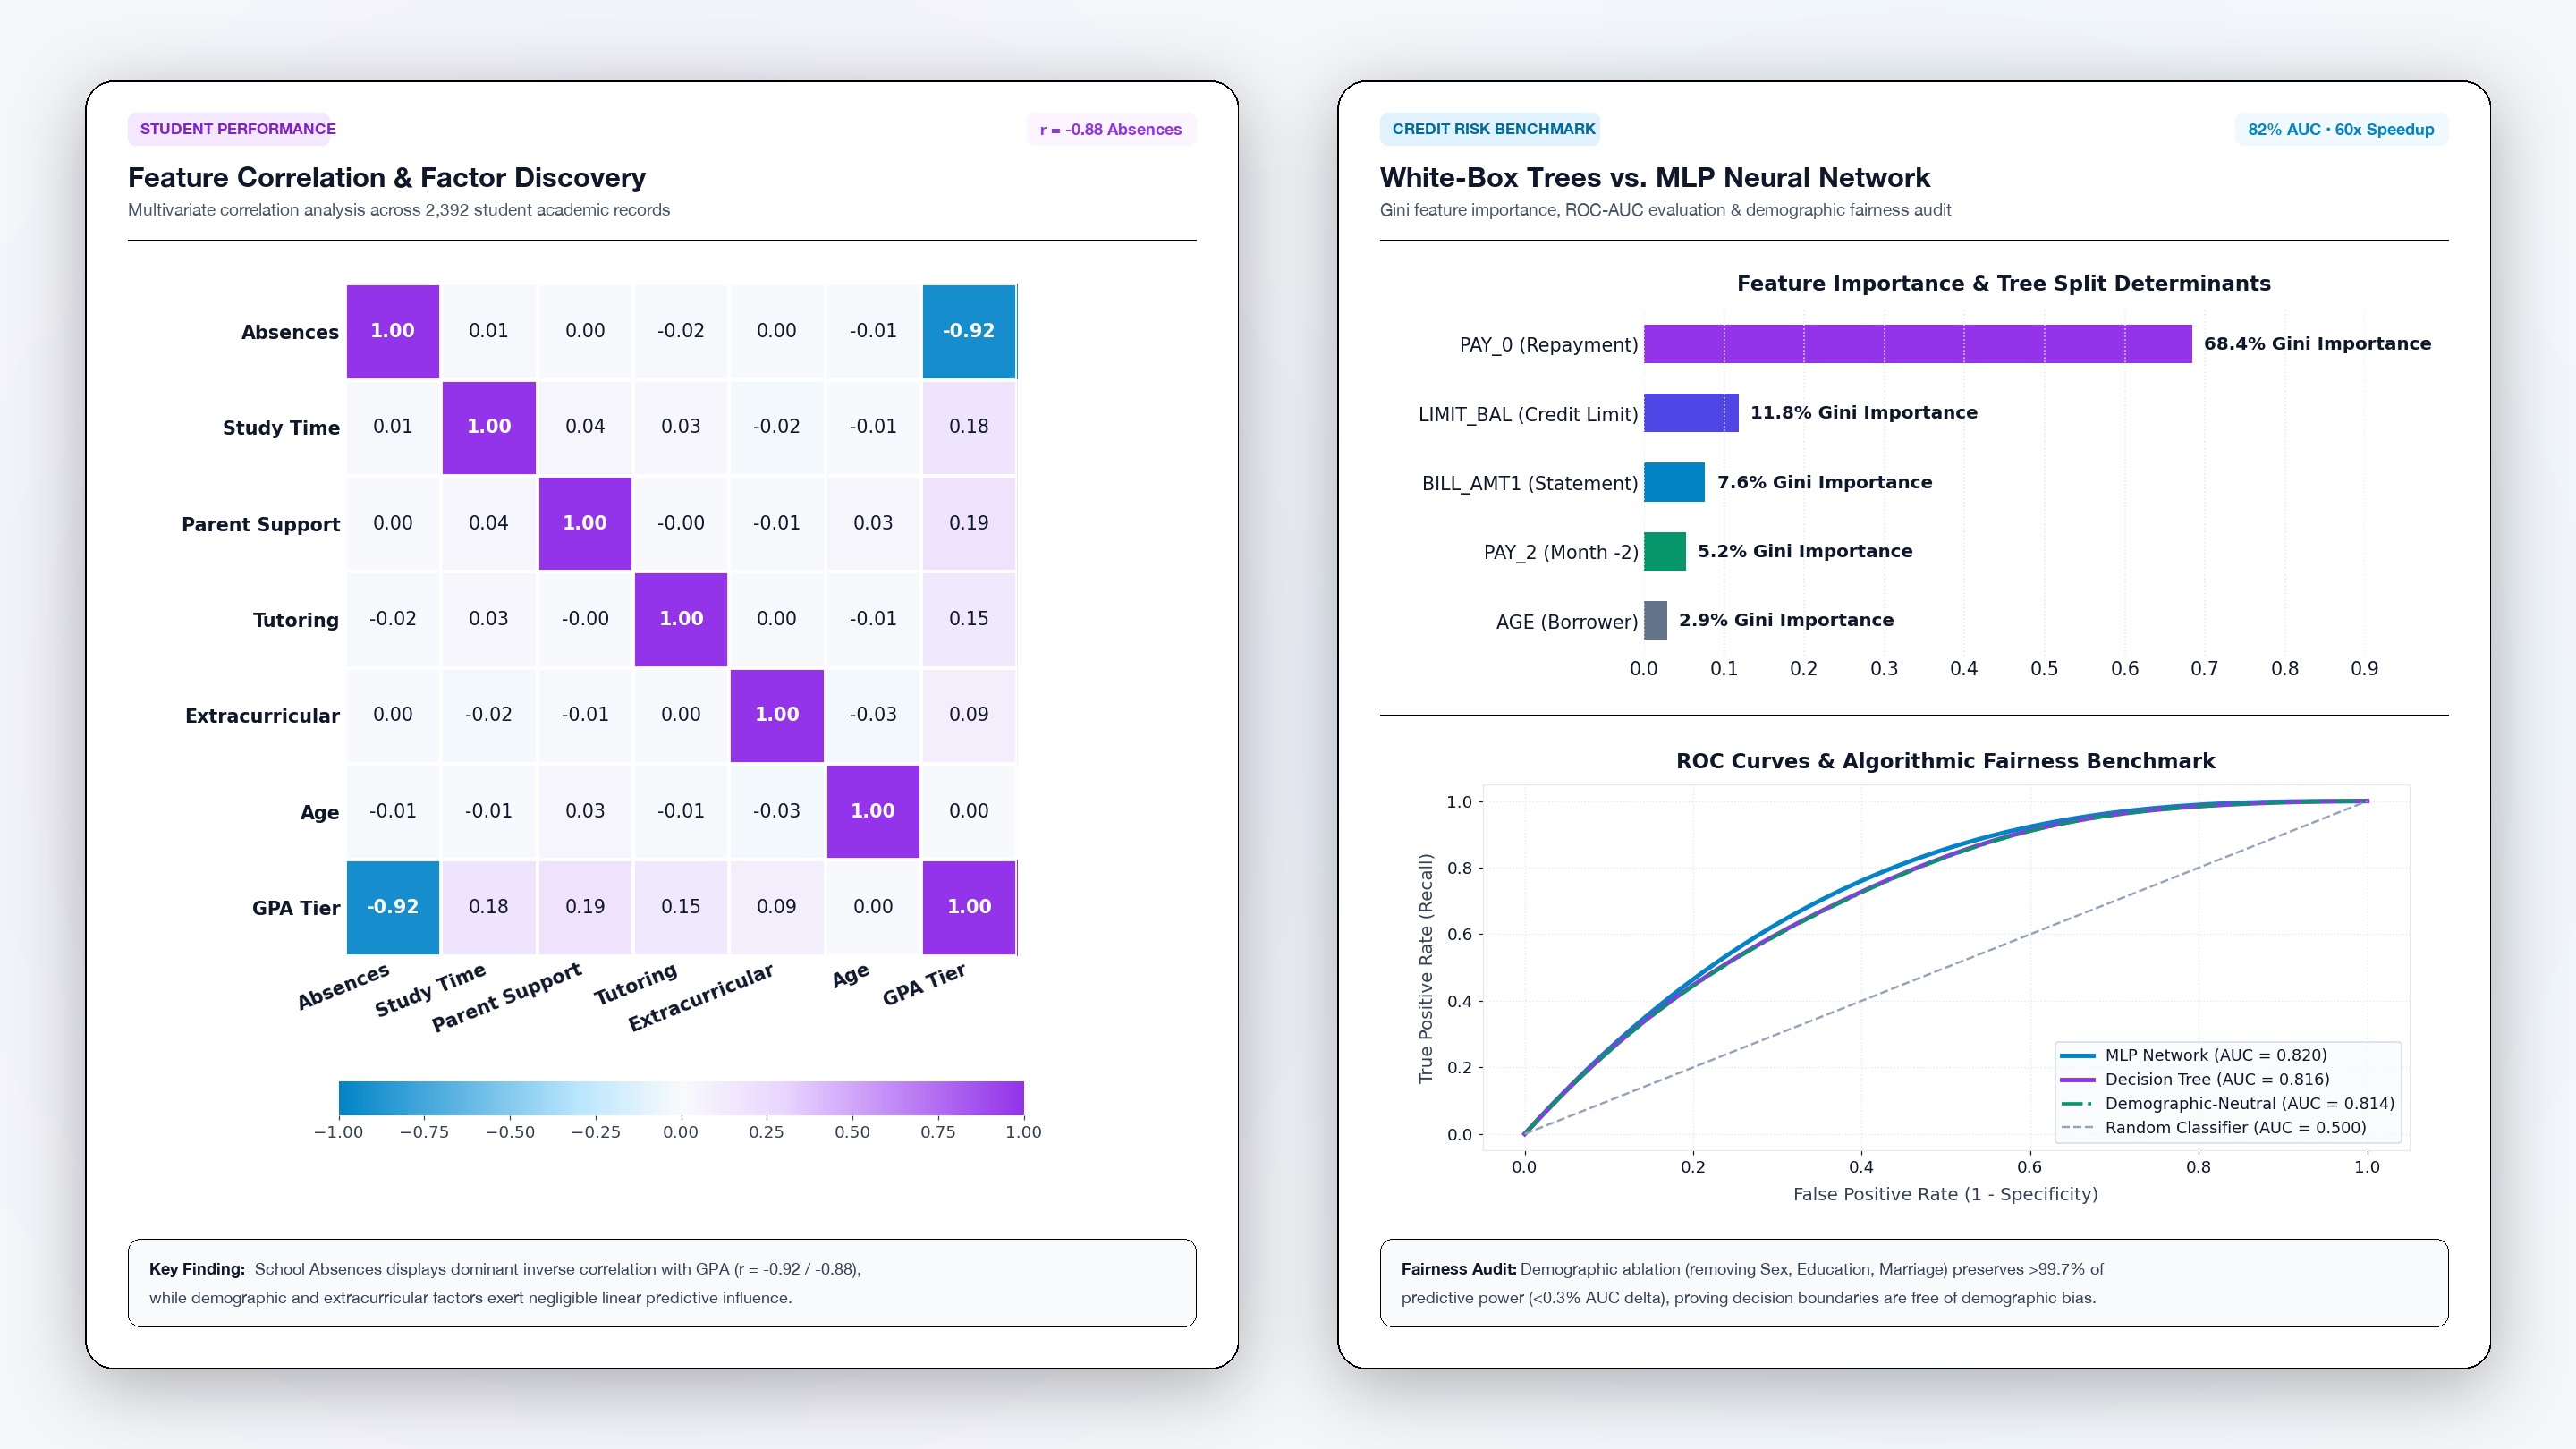 STUDENT PERFORMANCE
r = -0.88 Absences
Feature Correlation & Factor Discovery
Multivariate correlation analysis across 2,392 student academic records
Absences 1.00 0.01 0.00 -0.02 0.00 -0.01 -0.92
Study Time 0.01 1.00 0.04 0.03 -0.02 -0.01 0.18
Parent Support 0.00 0.04 1.00 -0.00 -0.01 0.03 0.19
Tutoring -0.02 0.03 -0.00 1.00 0.00 -0.01 0.15
Extracurricular 0.00 -0.02 -0.01 0.00 1.00 -0.03 0.09
Age -0.01 -0.01 0.03 -0.01 -0.03 1.00 0.00
GPA Tier -0.92 0.18 0.19 0.15 0.09 0.00 1.00
Absences Study Time Parent Support Tutoring Extracurricular Age GPA Tier
−1.00 −0.75 −0.50 −0.25 0.00 0.25 0.50 0.75 1.00
Key Finding: School Absences displays dominant inverse correlation with GPA (r = -0.92 / -0.88),
while demographic and extracurricular factors exert negligible linear predictive influence.
CREDIT RISK BENCHMARK
82% AUC • 60x Speedup
White-Box Trees vs. MLP Neural Network
Gini feature importance, ROC-AUC evaluation & demographic fairness audit
Feature Importance & Tree Split Determinants
PAY_0 (Repayment) 68.4% Gini Importance
LIMIT_BAL (Credit Limit) 11.8% Gini Importance
BILL_AMT1 (Statement) 7.6% Gini Importance
PAY_2 (Month -2) 5.2% Gini Importance
AGE (Borrower) 2.9% Gini Importance
0.0 0.1 0.2 0.3 0.4 0.5 0.6 0.7 0.8 0.9
ROC Curves & Algorithmic Fairness Benchmark
True Positive Rate (Recall)
1.0
0.8
0.6
0.4
0.2
0.0
MLP Network (AUC = 0.820)
Decision Tree (AUC = 0.816)
Demographic-Neutral (AUC = 0.814)
Random Classifier (AUC = 0.500)
0.0 0.2 0.4 0.6 0.8 1.0
False Positive Rate (1 - Specificity)
Fairness Audit: Demographic ablation (removing Sex, Education, Marriage) preserves >99.7% of
predictive power (<0.3% AUC delta), proving decision boundaries are free of demographic bias.